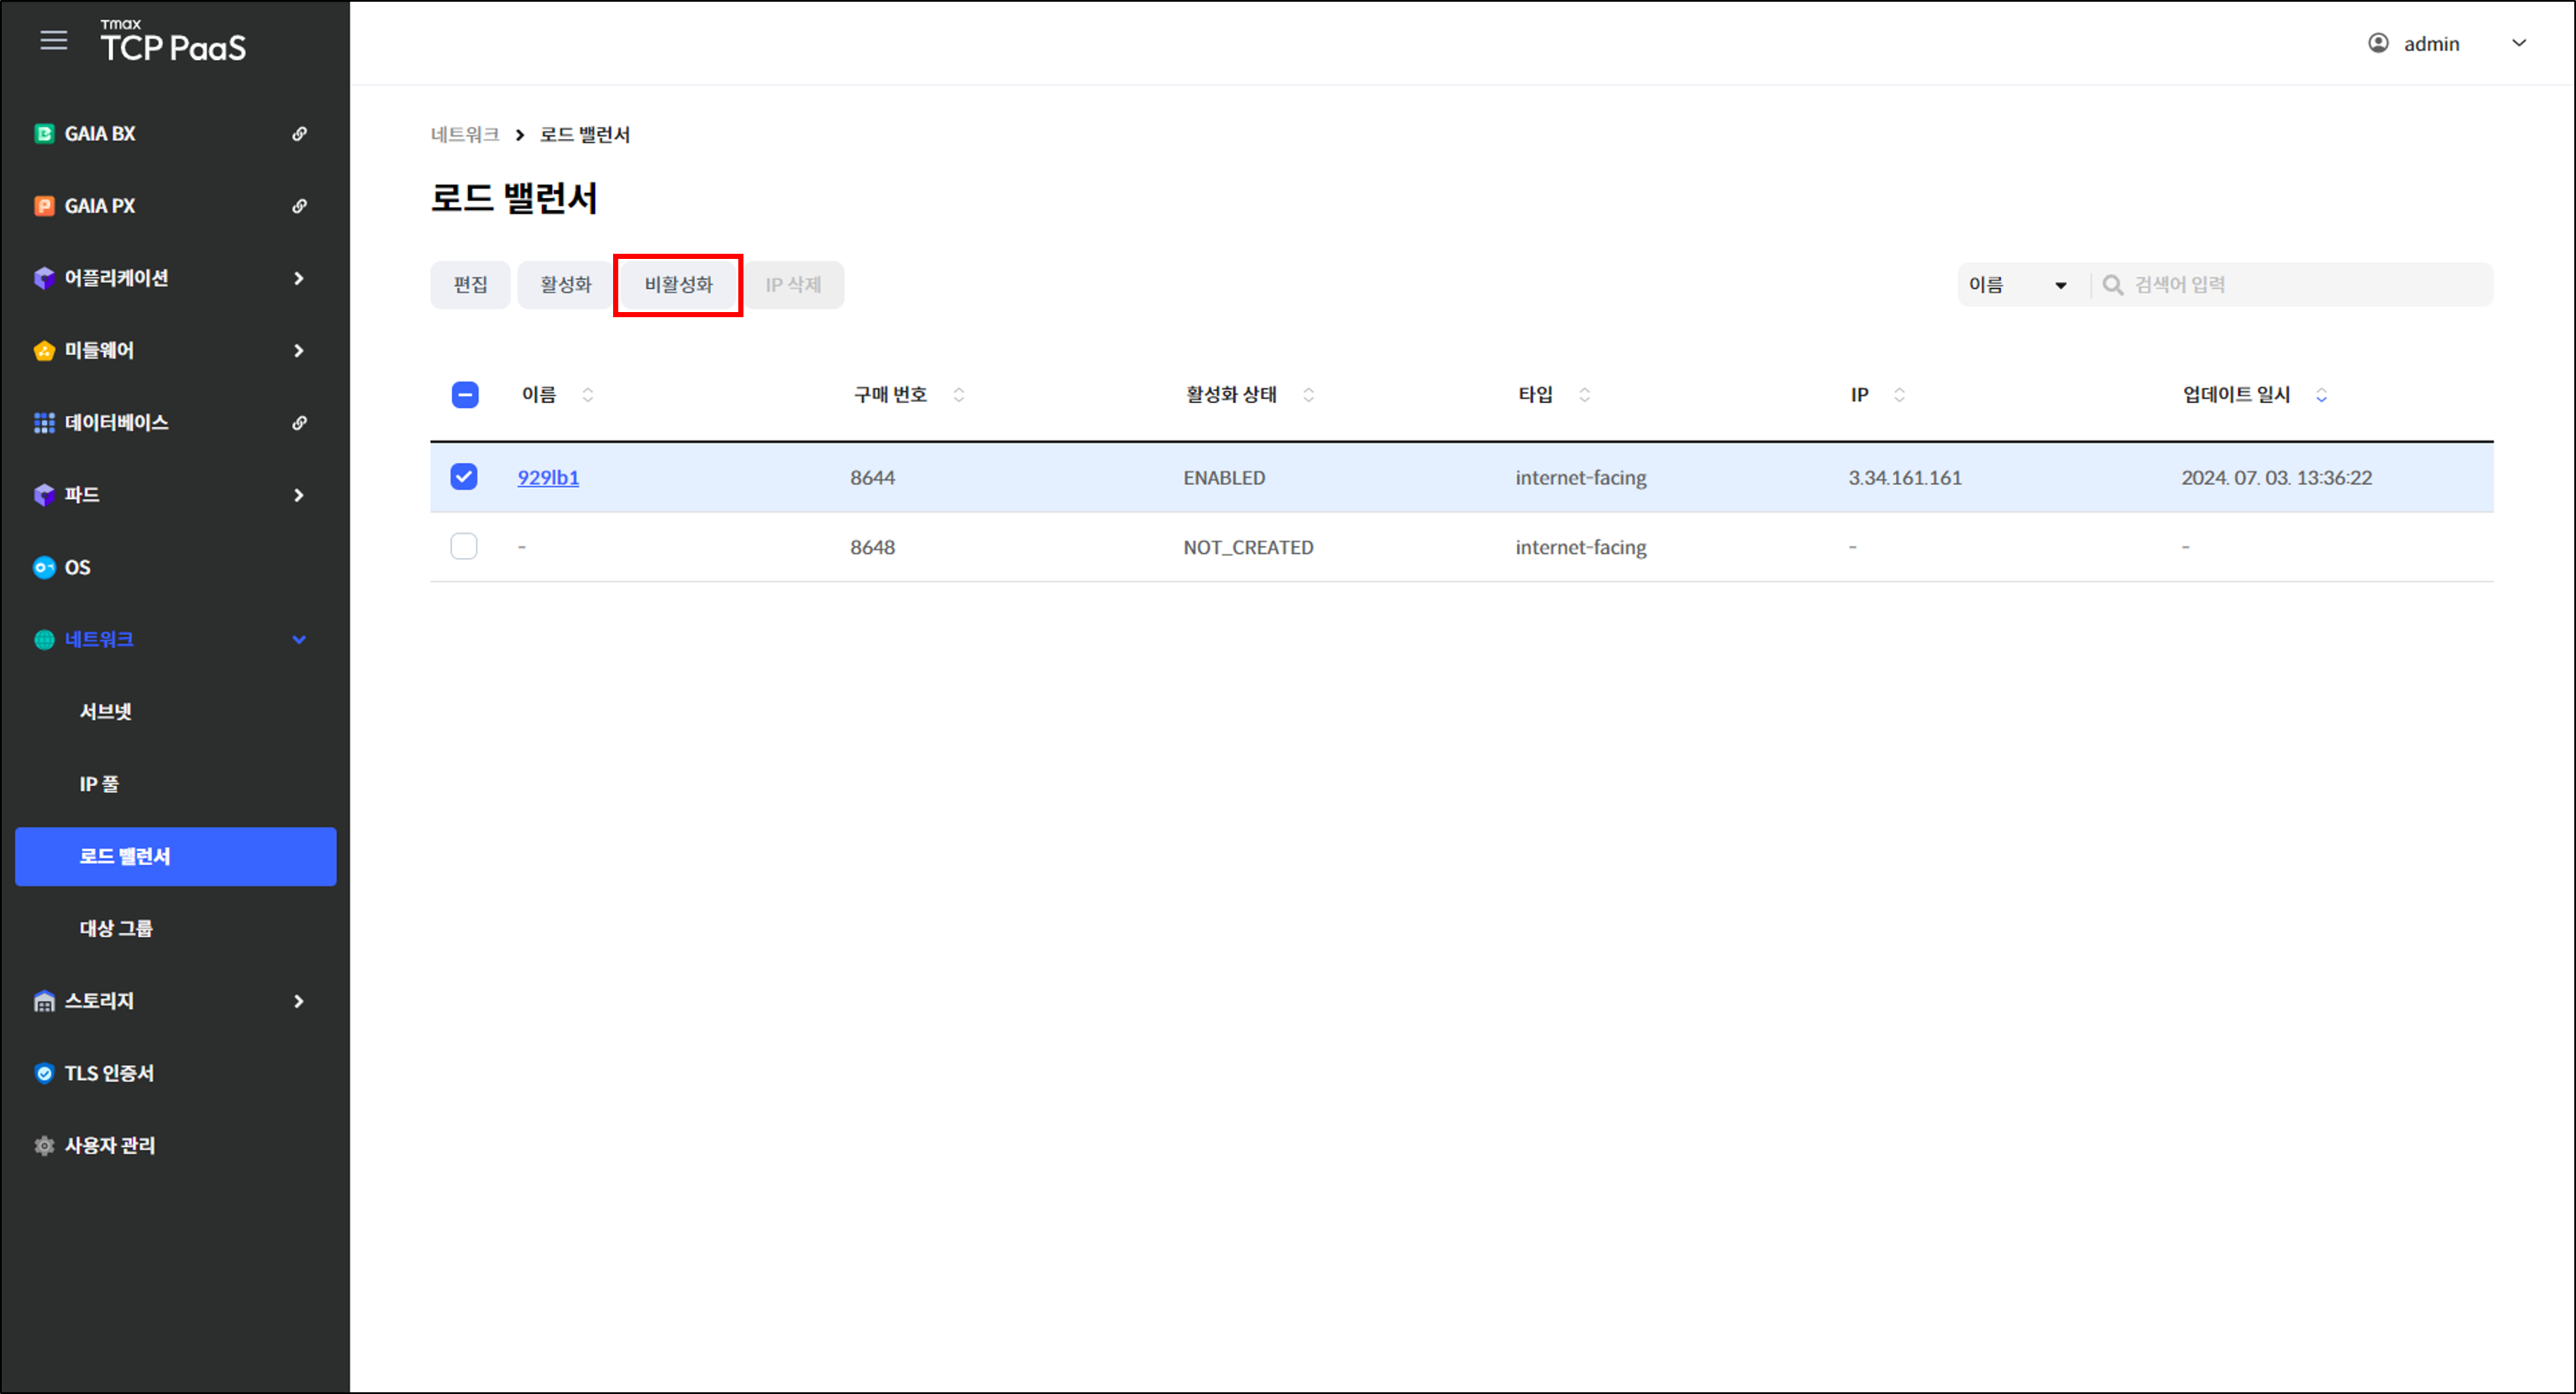 Tmax
TCP PaaS
admin
GAIA BX
GAIA PX
어플리케이션
미들웨어
데이터베이스
파드
OS
네트워크
서브넷
IP 풀
로드 밸런서
대상 그룹
스토리지
TLS 인증서
사용자 관리
네트워크 > 로드 밸런서
로드 밸런서
편집 활성화 비활성화 IP 삭제 이름 검색어 입력
이름 구매 번호 활성화 상태 타입 IP 업데이트 일시
929lb1 8644 ENABLED internet-facing 3.34.161.161 2024. 07. 03. 13:36:22
- 8648 NOT_CREATED internet-facing - -